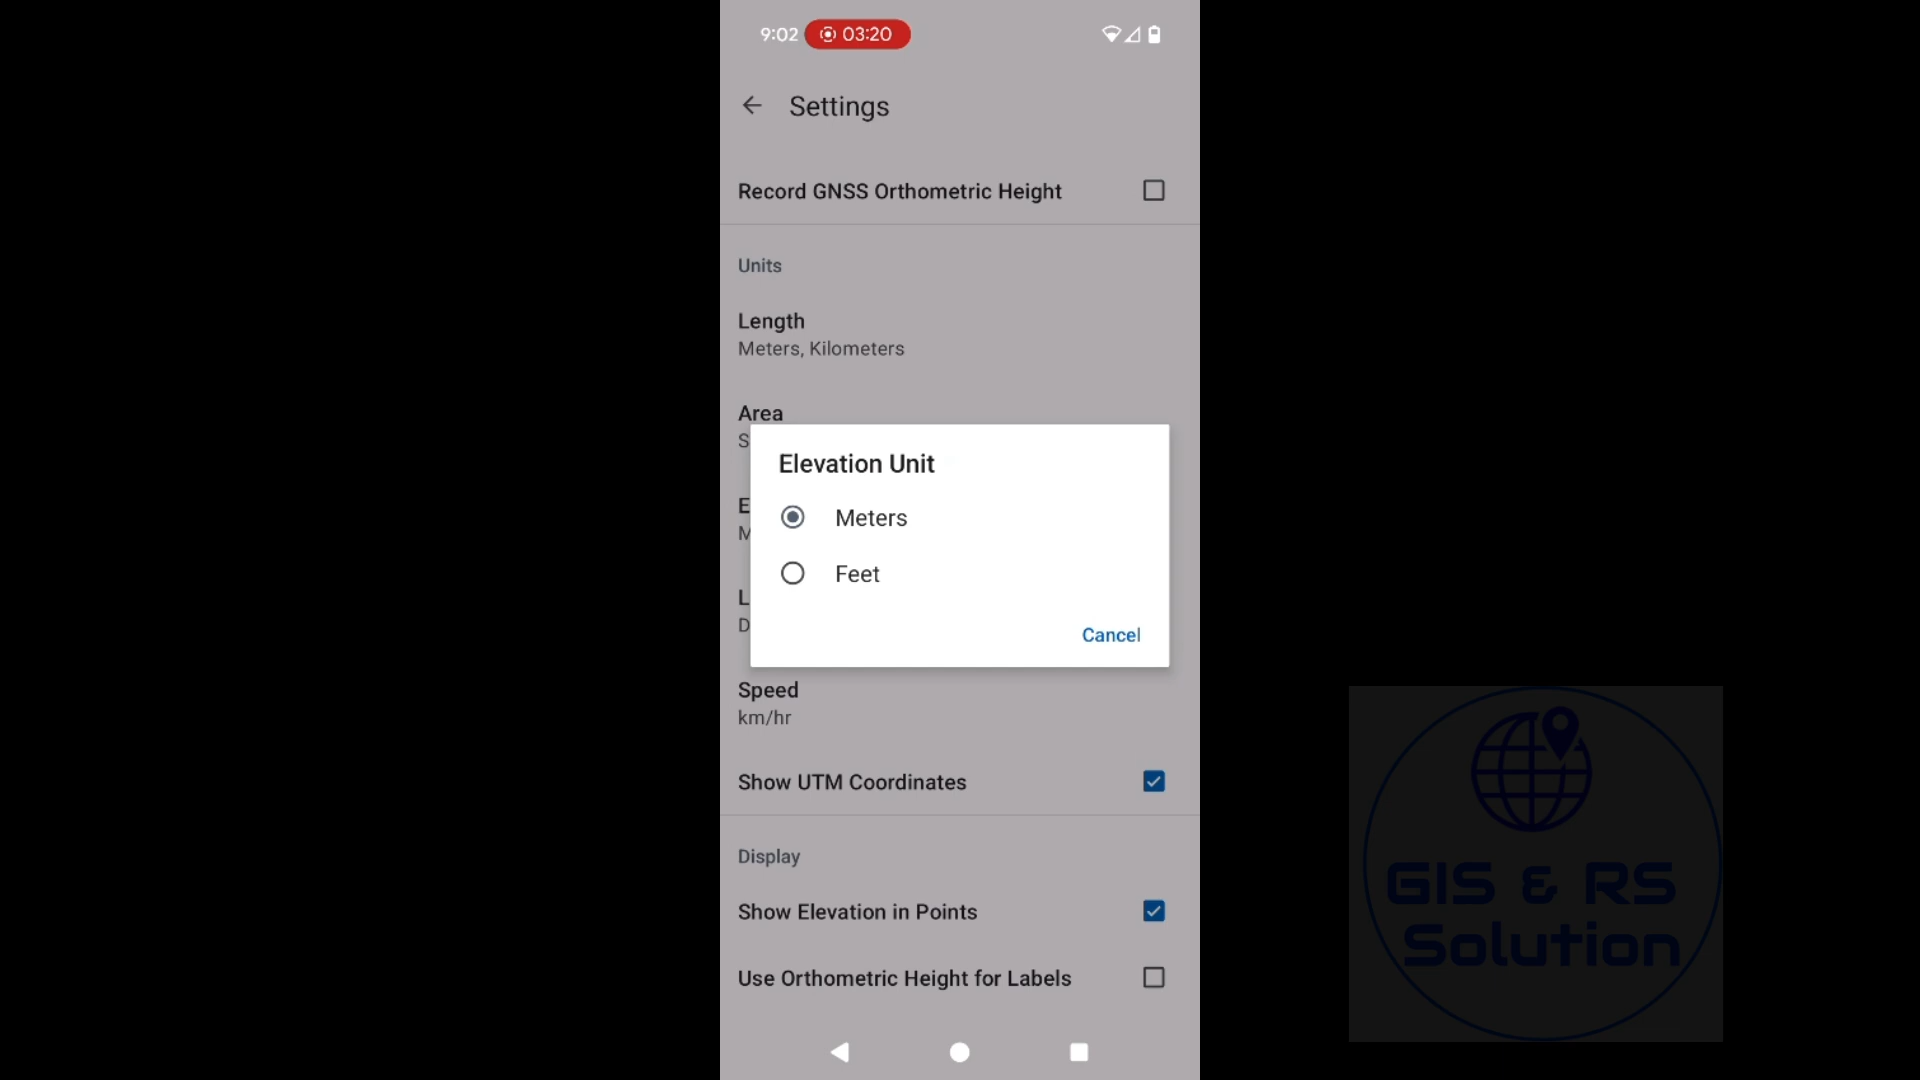 9:02 03:20
Settings
Record GNSS Orthometric Height
Units
Length
Meters, Kilometers
Area
S
Elevation Unit
E
Meters
M
Feet
L
D
Cancel
Speed
km/hr
Show UTM Coordinates
Display
Show Elevation in Points
Use Orthometric Height for Labels
GIS & RS
Solution